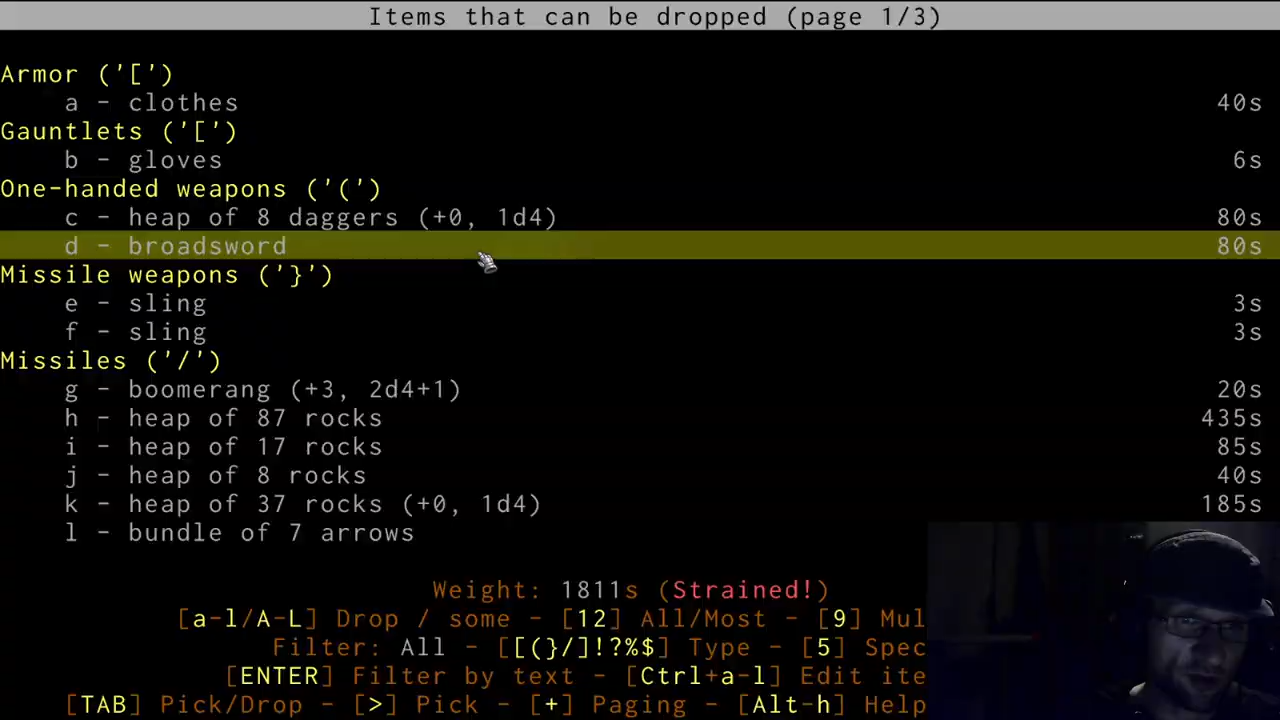 Items that can be dropped (page 1/3)
Armor ('[')
a - clothes 40s
Gauntlets ('[')
b - gloves 6s
One-handed weapons ('(')
c - heap of 8 daggers (+0, 1d4) 80s
d - broadsword 80s
Missile weapons ('}')
e - sling 3s
f - sling 3s
Missiles ('/')
g - boomerang (+3, 2d4+1) 20s
h - heap of 87 rocks 435s
i - heap of 17 rocks 85s
j - heap of 8 rocks 40s
k - heap of 37 rocks (+0, 1d4) 185s
l - bundle of 7 arrows
Weight: 1811s (Strained!)
[a-l/A-L] Drop / some - [12] All/Most - [9] Mul
Filter: All - [[(}/]!?%$] Type - [5] Spec
[ENTER] Filter by text - [Ctrl+a-l] Edit ite
[TAB] Pick/Drop - [>] Pick - [+] Paging - [Alt-h] Help